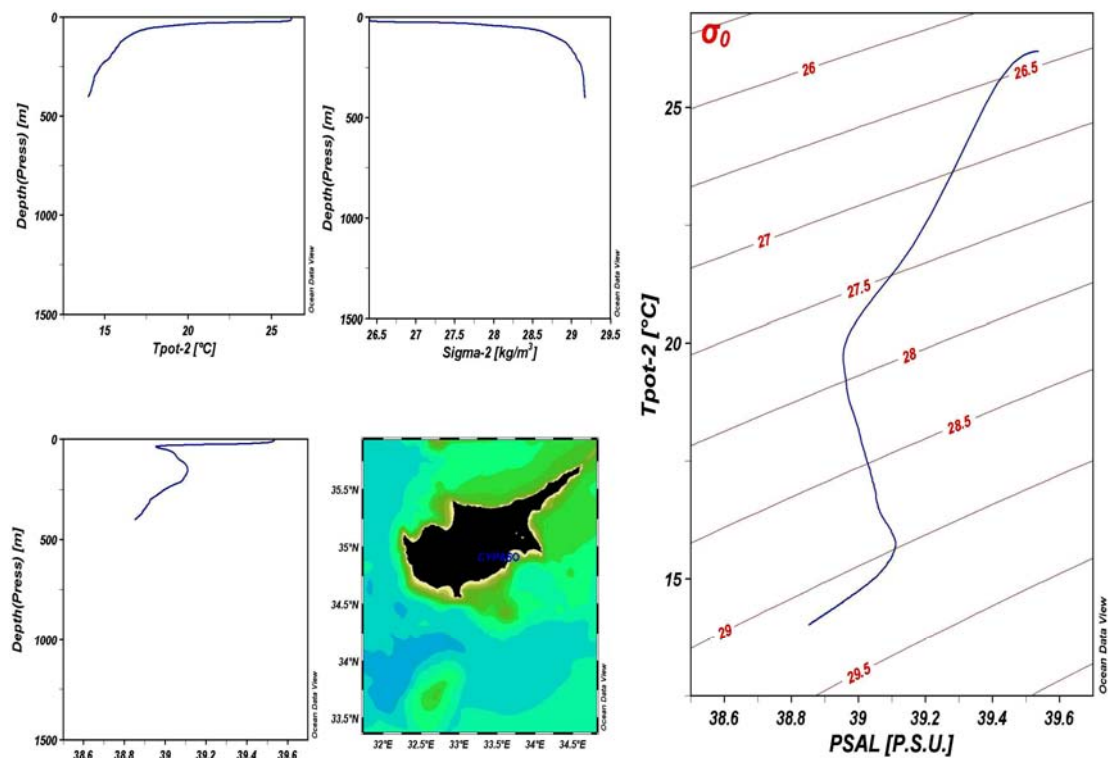 0
500
1000
1500
Depth(Press) [m]
15 20 25
Tpot-2 [°C]
Ocean Data View
0
500
1000
1500
Depth(Press) [m]
26.5 27 27.5 28 28.5 29 29.5
Sigma-2 [kg/m³]
Ocean Data View
0
500
1000
1500
Depth(Press) [m]
38.6 38.8 39 39.2 39.4 39.6
Ocean Data View
35.5°N
35°N
34.5°N
34°N
33.5°N
32°E 32.5°E 33°E 33.5°E 34°E 34.5°E
Ocean Data View
σ0
26
26.5
27
27.5
28
28.5
29
29.5
25
20
15
Tpot-2 [°C]
38.6 38.8 39 39.2 39.4 39.6
PSAL [P.S.U.]
Ocean Data View